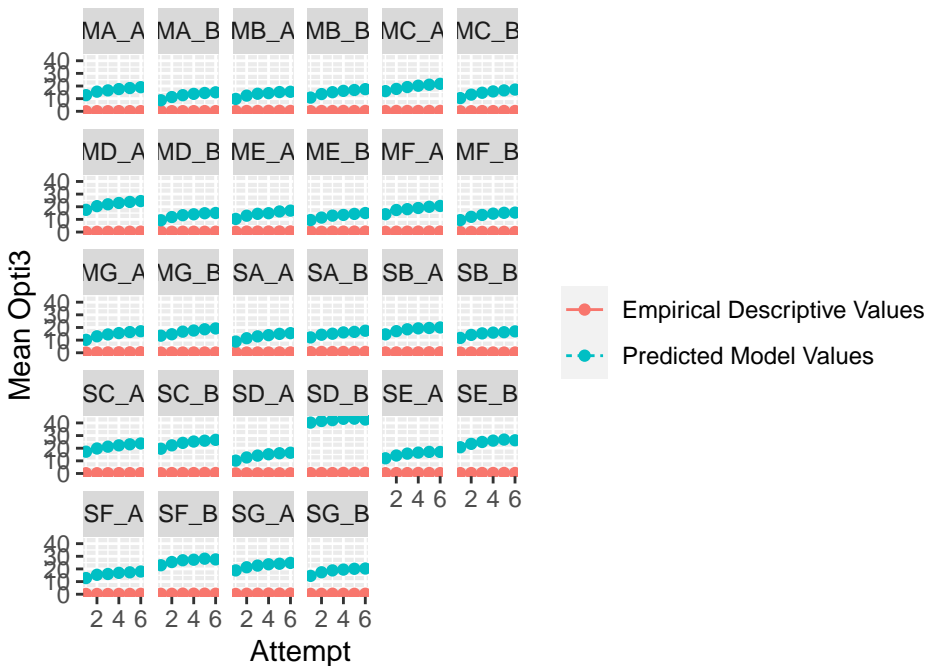 MA_A MA_B MB_A MB_B MC_A MC_B
40
30
20
10
0
MD_A MD_B ME_A ME_B MF_A MF_B
40
30
20
10
0
MG_A MG_B SA_A SA_B SB_A SB_B
40
30
20
10
0
SC_A SC_B SD_A SD_B SE_A SE_B
40
30
20
10
0
2 4 6 2 4 6
SF_A SF_B SG_A SG_B
40
30
20
10
0
2 4 6 2 4 6 2 4 6 2 4 6
Attempt
Mean Opti3
Empirical Descriptive Values
Predicted Model Values